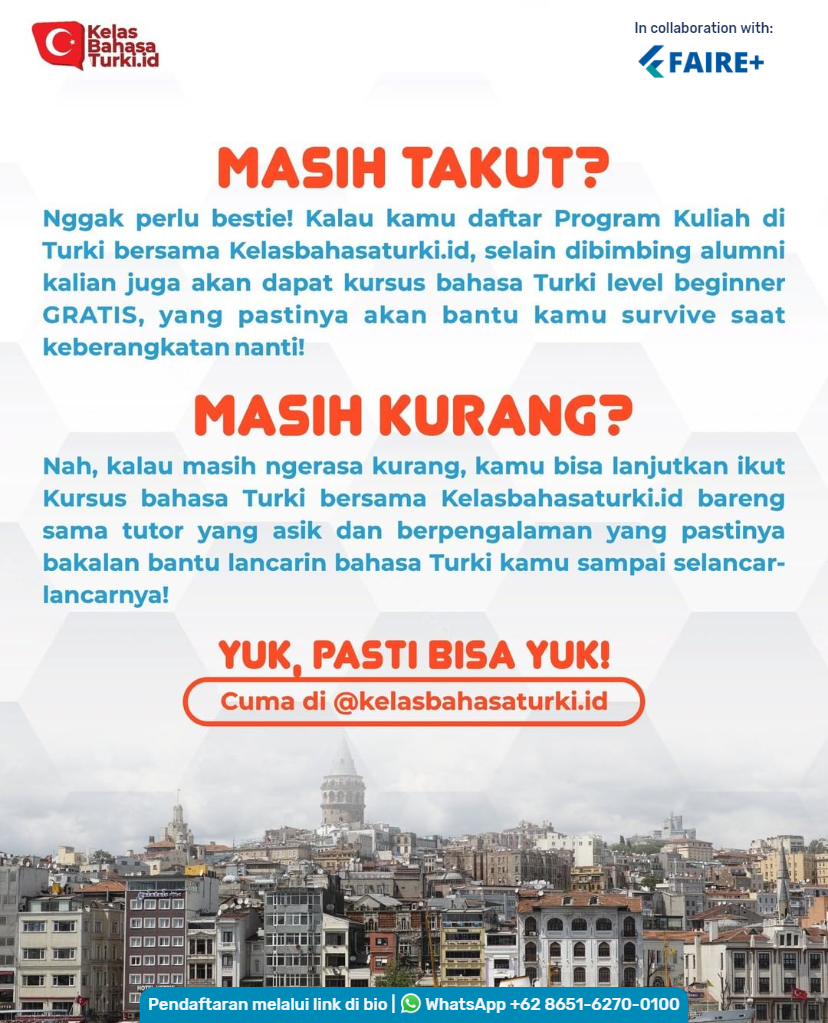 Kelas
Bahasa
Turki.id
In collaboration with:
FAIRE+
MASIH TAKUT?
Nggak perlu bestie! Kalau kamu daftar Program Kuliah di
Turki bersama Kelasbahasaturki.id, selain dibimbing alumni
kalian juga akan dapat kursus bahasa Turki level beginner
GRATIS, yang pastinya akan bantu kamu survive saat
keberangkatan nanti!
MASIH KURANG?
Nah, kalau masih ngerasa kurang, kamu bisa lanjutkan ikut
Kursus bahasa Turki bersama Kelasbahasaturki.id bareng
sama tutor yang asik dan berpengalaman yang pastinya
bakalan bantu lancarin bahasa Turki kamu sampai selancar-
lancarnya!
YUK, PASTI BISA YUK!
Cuma di @kelasbahasaturki.id
Pendaftaran melalui link di bio | WhatsApp +62 8651-6270-0100